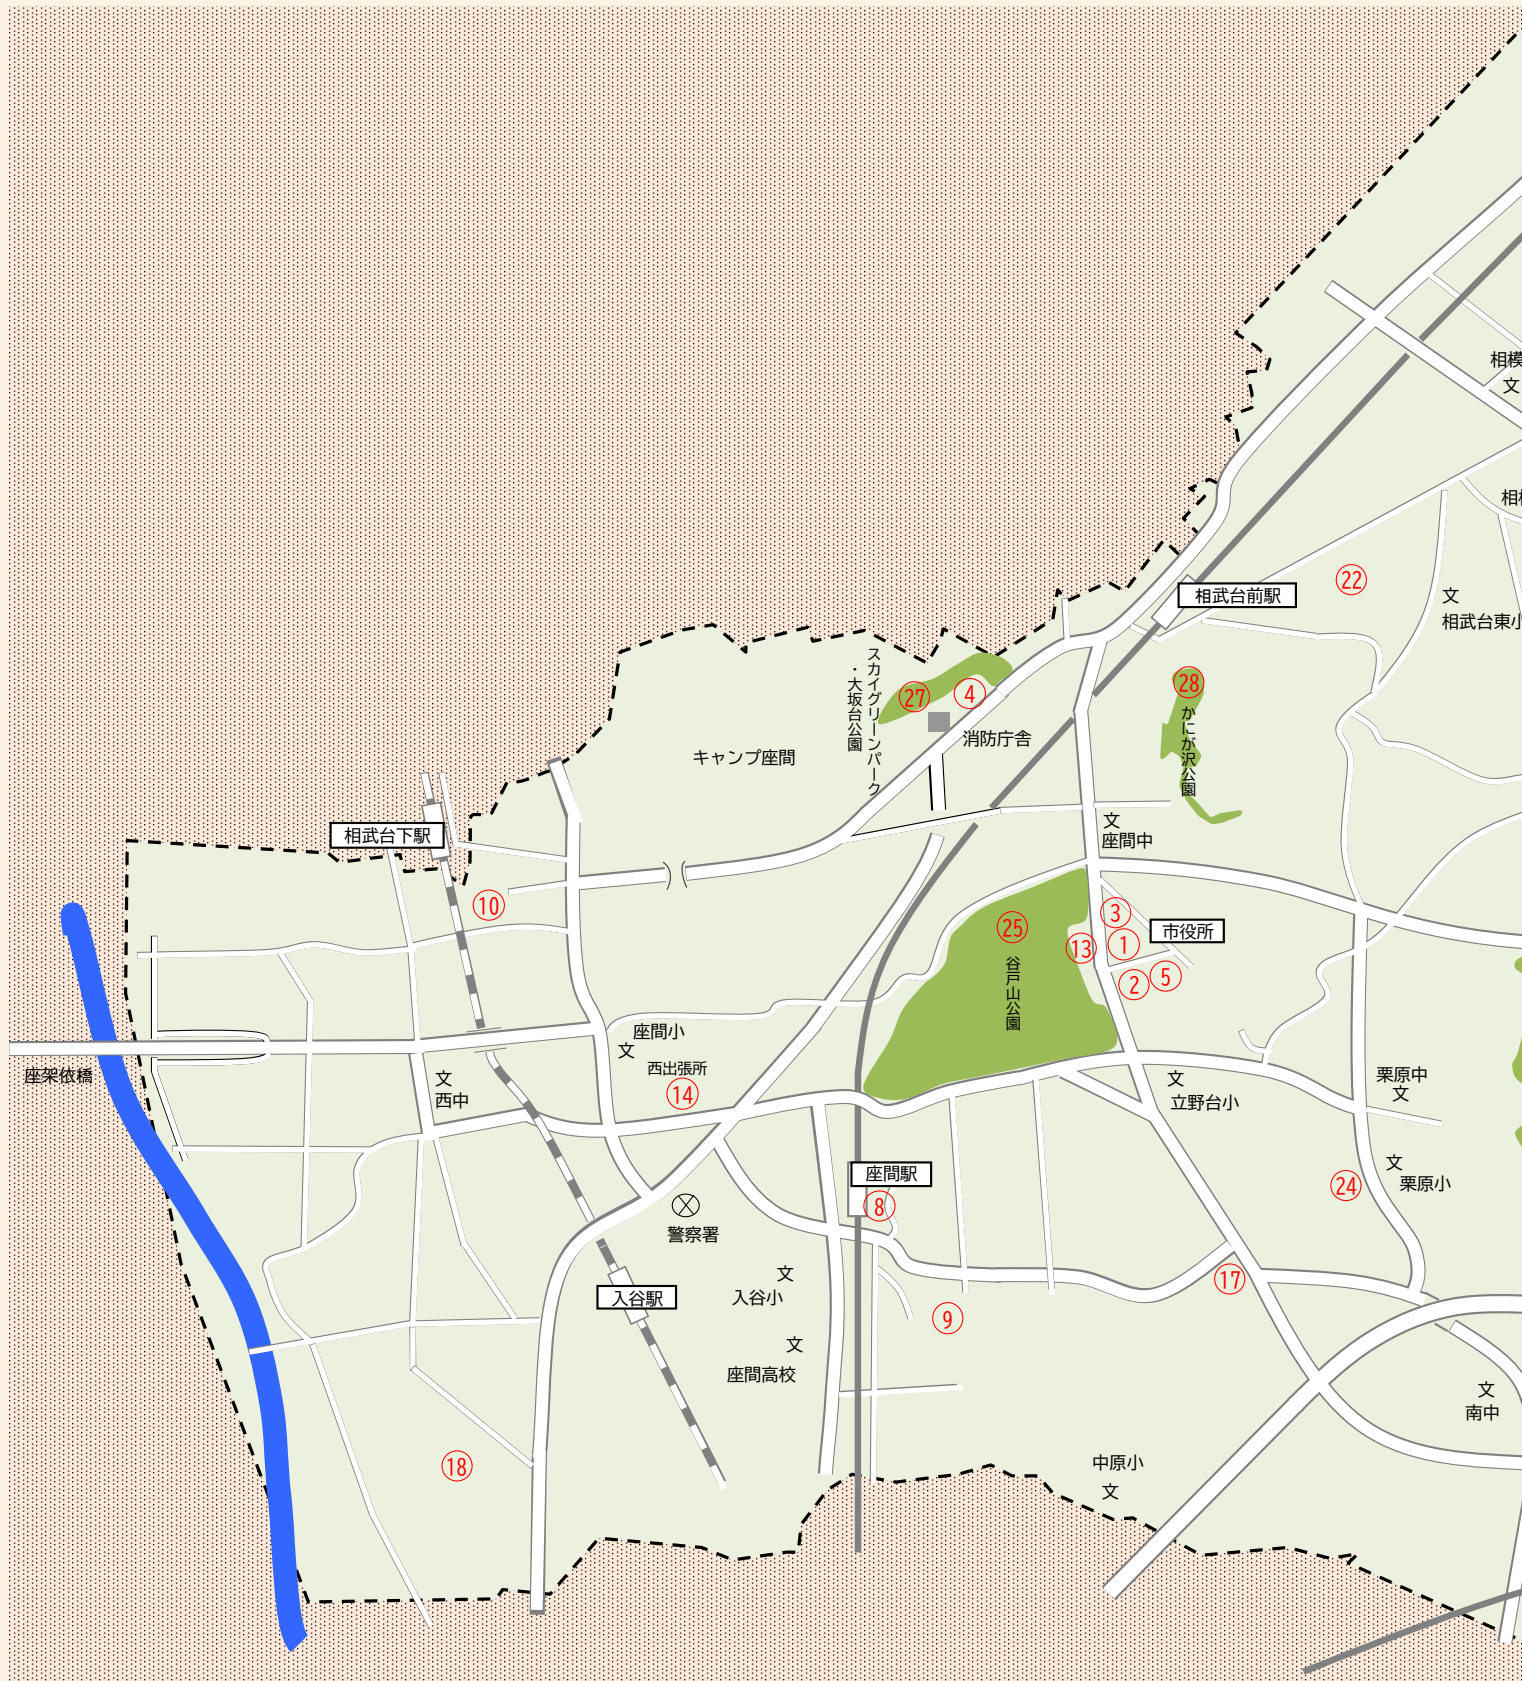 相模
文
相
22
相武台前駅
文
相武台東小
スカイグリーンパーク
・大坂台公園
27
4
28
かにが沢公園
消防庁舎
キャンプ座間
相武台下駅
文
座間中
10
3
25
市役所
13
1
谷戸山公園
2
5
座間小
文
座架依橋
西出張所
14
文
西中
文
立野台小
栗原中
文
座間駅
文
栗原小
24
8
警察署
文
入谷小
17
入谷駅
9
文
座間高校
文
南中
18
中原小
文